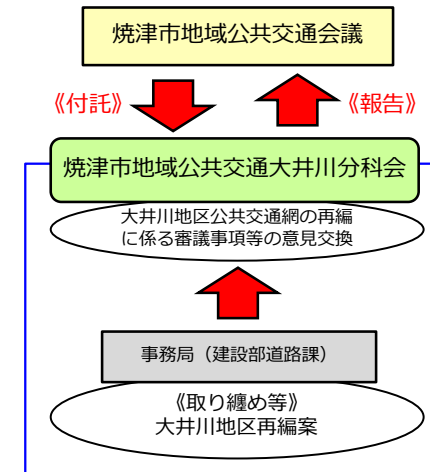 焼津市地域公共交通会議
《付託》
《報告》
焼津市地域公共交通大井川分科会
大井川地区公共交通網の再編
に係る審議事項等の意見交換
事務局（建設部道路課）
《取り纏め等》
大井川地区再編案